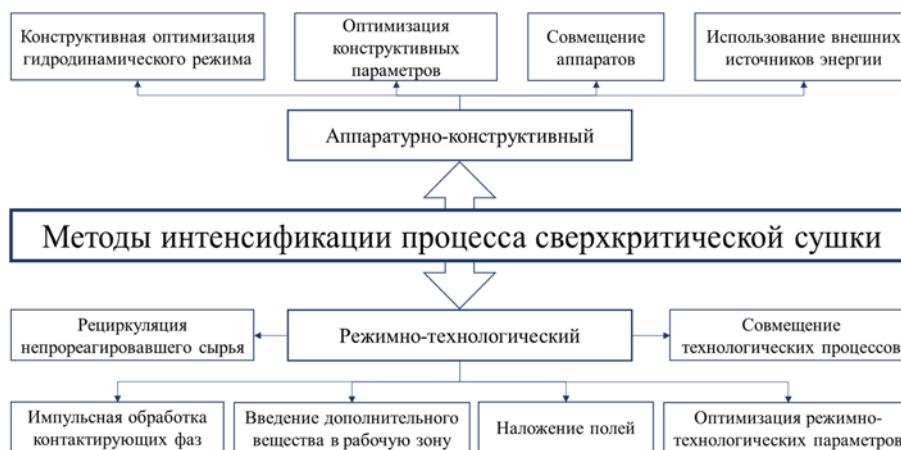 Конструктивная оптимизация
гидродинамического режима
Оптимизация
конструктивных
параметров
Совмещение
аппаратов
Использование внешних
источников энергии
Аппаратурно-конструктивный
Методы интенсификации процесса сверхкритической сушки
Рециркуляция
непрореагировавшего сырья
Режимно-технологический
Совмещение
технологических процессов
Импульсная обработка
контактирующих фаз
Введение дополнительного
вещества в рабочую зону
Наложение полей
Оптимизация режимно-
технологических параметров